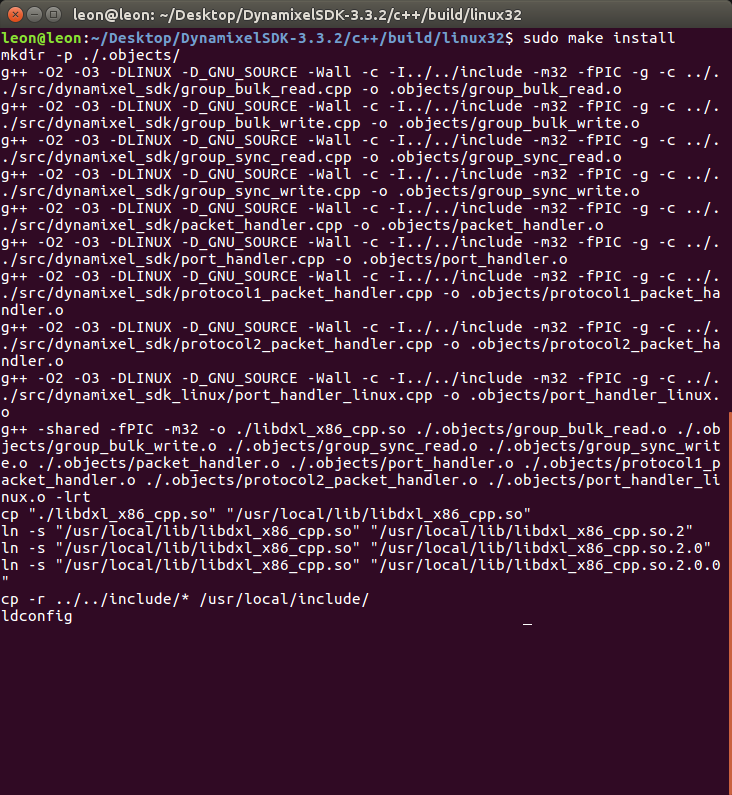 leon@leon: ~/Desktop/DynamixelSDK-3.3.2/c++/build/linux32
leon@leon:~/Desktop/DynamixelSDK-3.3.2/c++/build/linux32$ sudo make install
mkdir -p ./.objects/
g++ -O2 -O3 -DLINUX -D_GNU_SOURCE -Wall -c -I../../include -m32 -fPIC -g -c ../.
./src/dynamixel_sdk/group_bulk_read.cpp -o .objects/group_bulk_read.o
g++ -O2 -O3 -DLINUX -D_GNU_SOURCE -Wall -c -I../../include -m32 -fPIC -g -c ../.
./src/dynamixel_sdk/group_bulk_write.cpp -o .objects/group_bulk_write.o
g++ -O2 -O3 -DLINUX -D_GNU_SOURCE -Wall -c -I../../include -m32 -fPIC -g -c ../.
./src/dynamixel_sdk/group_sync_read.cpp -o .objects/group_sync_read.o
g++ -O2 -O3 -DLINUX -D_GNU_SOURCE -Wall -c -I../../include -m32 -fPIC -g -c ../.
./src/dynamixel_sdk/group_sync_write.cpp -o .objects/group_sync_write.o
g++ -O2 -O3 -DLINUX -D_GNU_SOURCE -Wall -c -I../../include -m32 -fPIC -g -c ../.
./src/dynamixel_sdk/packet_handler.cpp -o .objects/packet_handler.o
g++ -O2 -O3 -DLINUX -D_GNU_SOURCE -Wall -c -I../../include -m32 -fPIC -g -c ../.
./src/dynamixel_sdk/port_handler.cpp -o .objects/port_handler.o
g++ -O2 -O3 -DLINUX -D_GNU_SOURCE -Wall -c -I../../include -m32 -fPIC -g -c ../.
./src/dynamixel_sdk/protocol1_packet_handler.cpp -o .objects/protocol1_packet_ha
ndler.o
g++ -O2 -O3 -DLINUX -D_GNU_SOURCE -Wall -c -I../../include -m32 -fPIC -g -c ../.
./src/dynamixel_sdk/protocol2_packet_handler.cpp -o .objects/protocol2_packet_ha
ndler.o
g++ -O2 -O3 -DLINUX -D_GNU_SOURCE -Wall -c -I../../include -m32 -fPIC -g -c ../.
./src/dynamixel_sdk_linux/port_handler_linux.cpp -o .objects/port_handler_linux.
o
g++ -shared -fPIC -m32 -o ./libdxl_x86_cpp.so ./.objects/group_bulk_read.o ./.ob
jects/group_bulk_write.o ./.objects/group_sync_read.o ./.objects/group_sync_writ
e.o ./.objects/packet_handler.o ./.objects/port_handler.o ./.objects/protocol1_p
acket_handler.o ./.objects/protocol2_packet_handler.o ./.objects/port_handler_li
nux.o -lrt
cp "./libdxl_x86_cpp.so" "/usr/local/lib/libdxl_x86_cpp.so"
ln -s "/usr/local/lib/libdxl_x86_cpp.so" "/usr/local/lib/libdxl_x86_cpp.so.2"
ln -s "/usr/local/lib/libdxl_x86_cpp.so" "/usr/local/lib/libdxl_x86_cpp.so.2.0"
ln -s "/usr/local/lib/libdxl_x86_cpp.so" "/usr/local/lib/libdxl_x86_cpp.so.2.0.0
"
cp -r ../../include/* /usr/local/include/
ldconfig